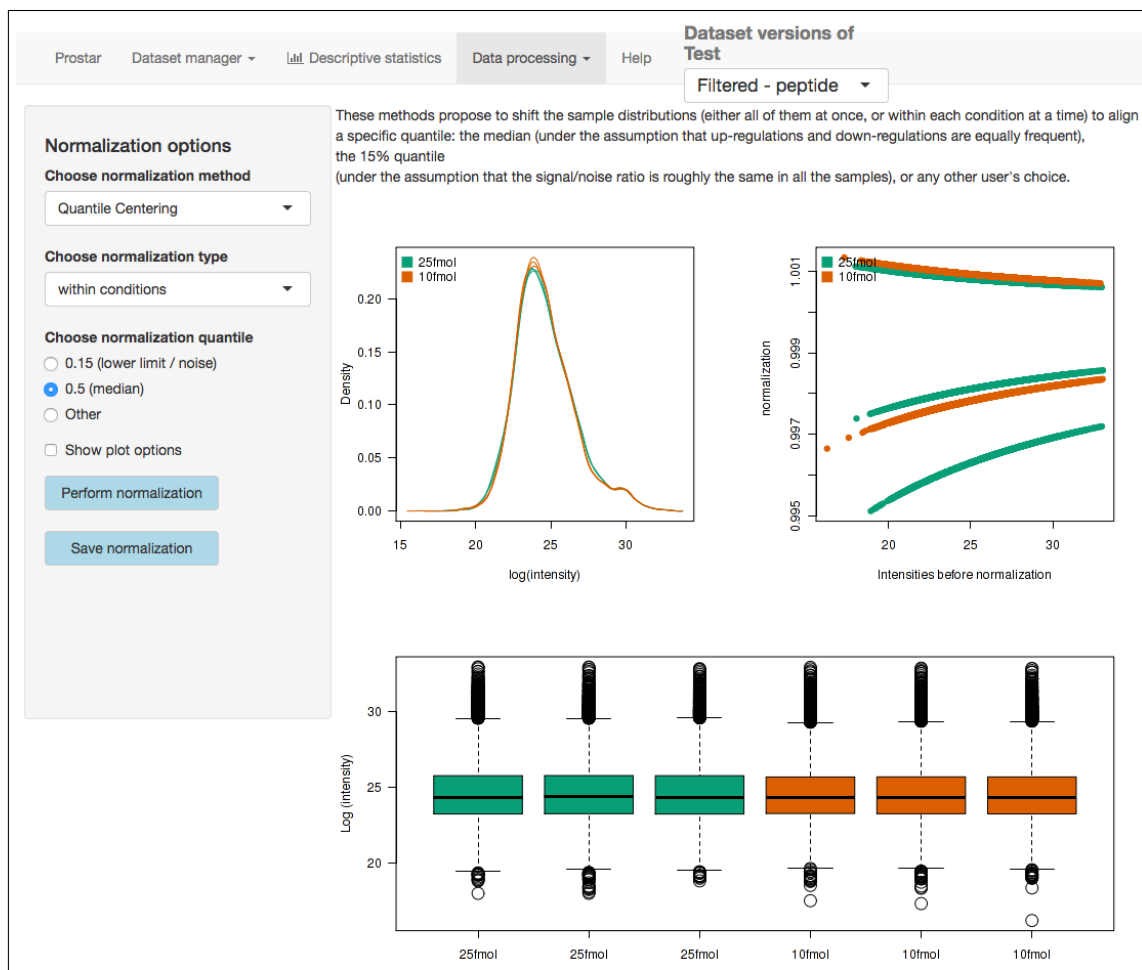 Prostar
Dataset manager
Descriptive statistics
Data processing
Help
Dataset versions of
Test
Filtered - peptide
Normalization options
Choose normalization method
Quantile Centering
Choose normalization type
within conditions
Choose normalization quantile
0.15 (lower limit / noise)
0.5 (median)
Other
Show plot options
Perform normalization
Save normalization
These methods propose to shift the sample distributions (either all of them at once, or within each condition at a time) to align
a specific quantile: the median (under the assumption that up-regulations and down-regulations are equally frequent),
the 15% quantile
(under the assumption that the signal/noise ratio is roughly the same in all the samples), or any other user's choice.
25fmol
10fmol
Density
0.20
0.15
0.10
0.05
0.00
15 20 25 30
log(intensity)
25fmol
10fmol
normalization
1.001
0.999
0.997
0.995
20 25 30
Intensities before normalization
Log (intensity)
30
25
20
25fmol 25fmol 25fmol 10fmol 10fmol 10fmol